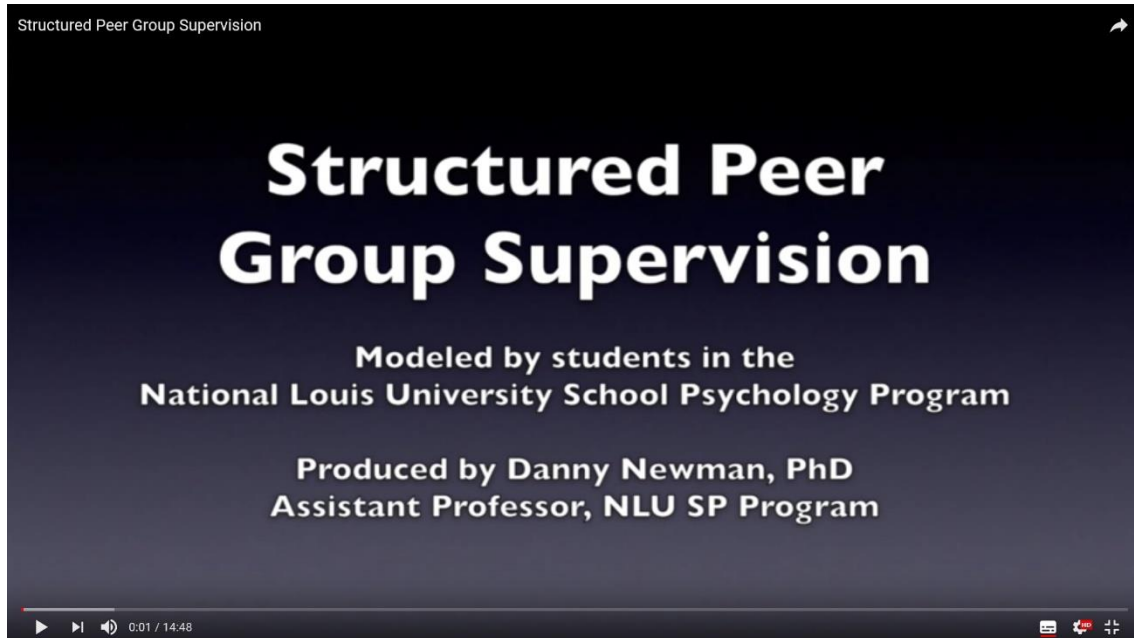 Structured Peer Group Supervision
Structured Peer
Group Supervision
Modeled by students in the
National Louis University School Psychology Program
Produced by Danny Newman, PhD
Assistant Professor, NLU SP Program
0:01 / 14:48
HD